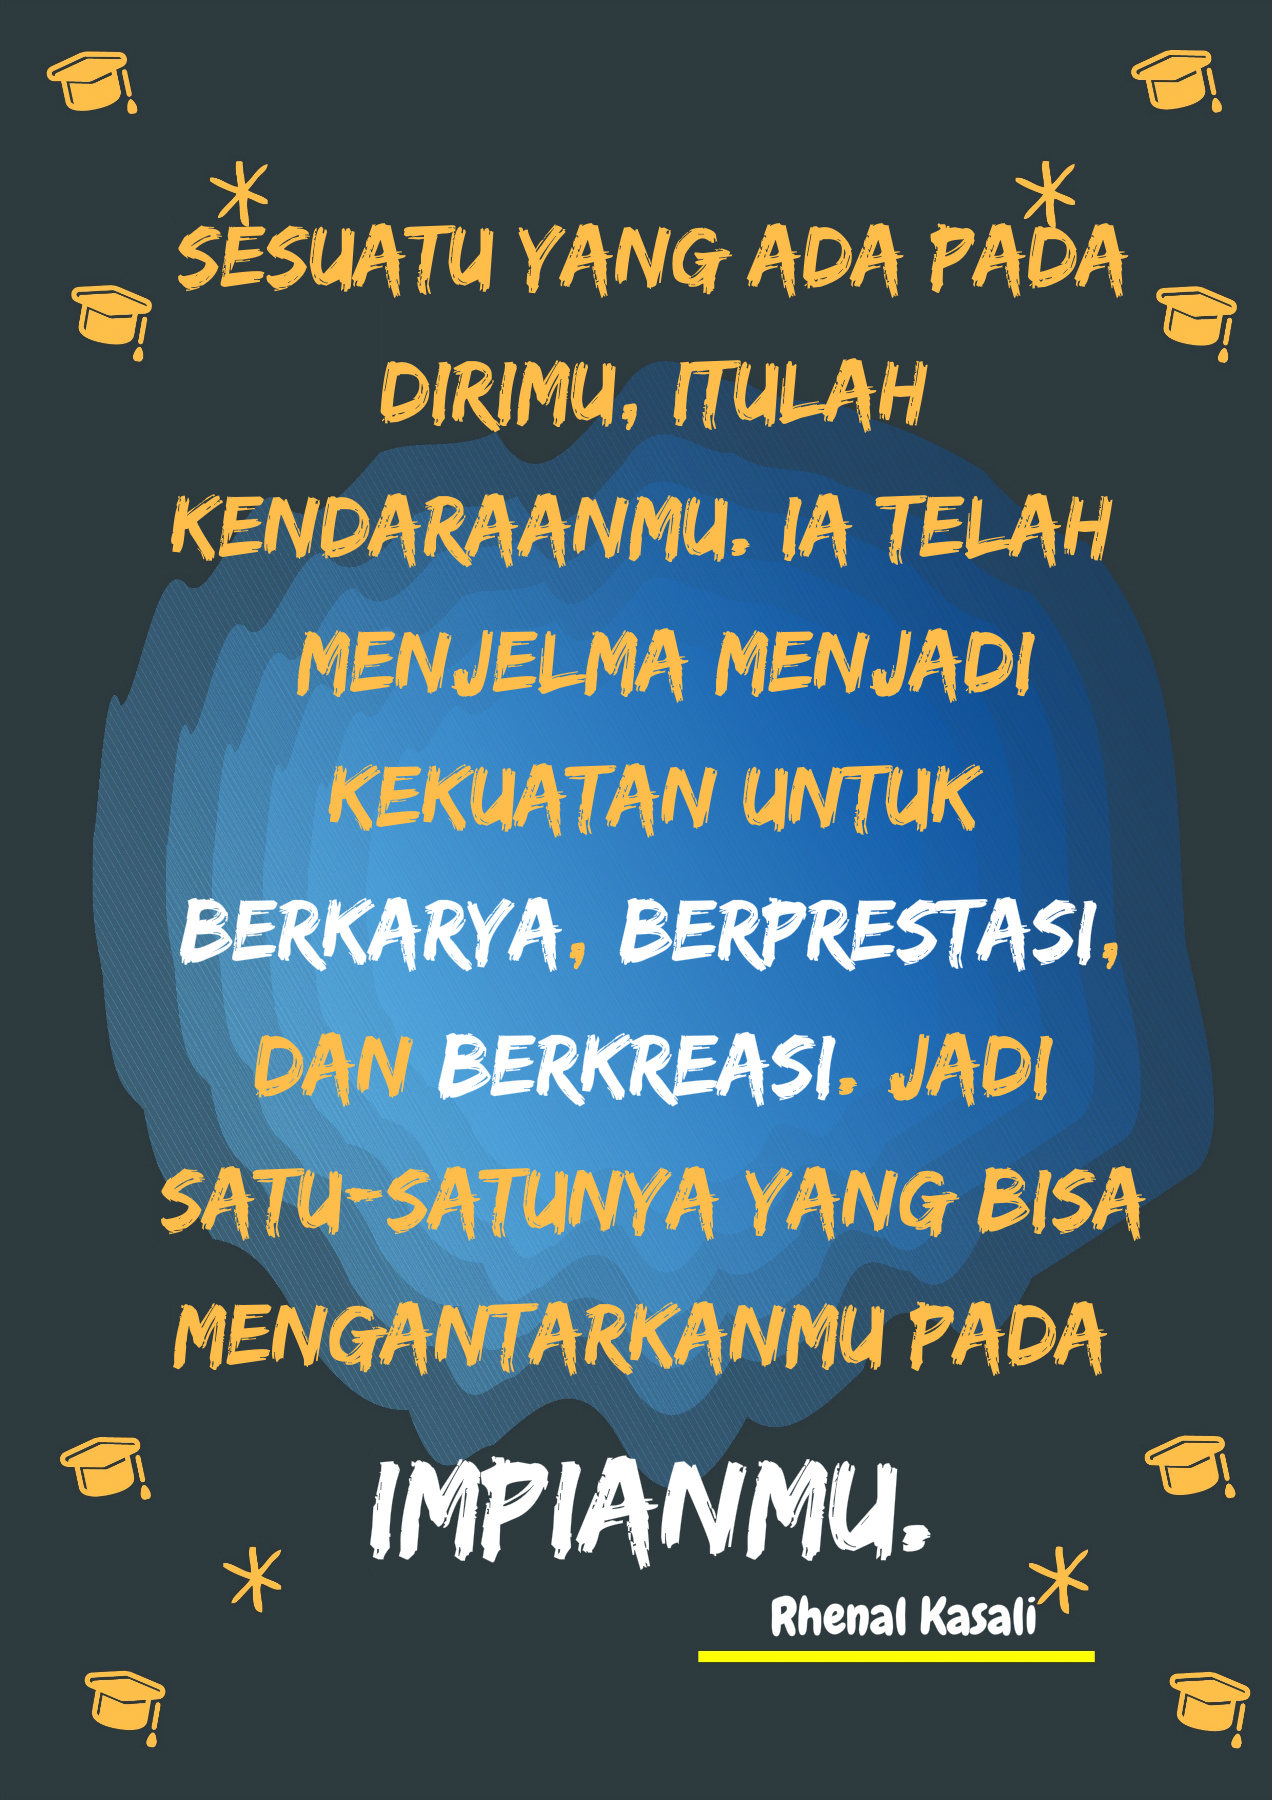 SESUATU YANG ADA PADA
DIRIMU, ITULAH
KENDARAANMU. IA TELAH
MENJELMA MENJADI
KEKUATAN UNTUK
BERKARYA, BERPRESTASI,
DAN BERKREASI. JADI
SATU-SATUNYA YANG BISA
MENGANTARKANMU PADA
IMPIANMU.
Rhenal Kasali